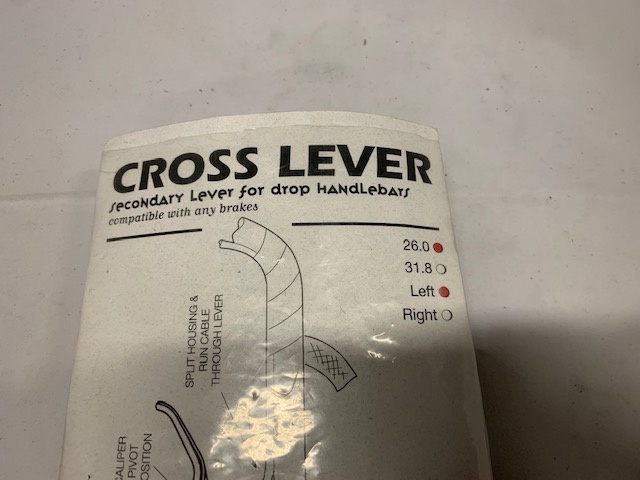 CROSS LEVER
secondary Lever for drop handlebars
compatible with any brakes
26.0
31.8
Left
Right
SPLIT HOUSING &
RUN CABLE
THROUGH LEVER
CALIPER
PIVOT